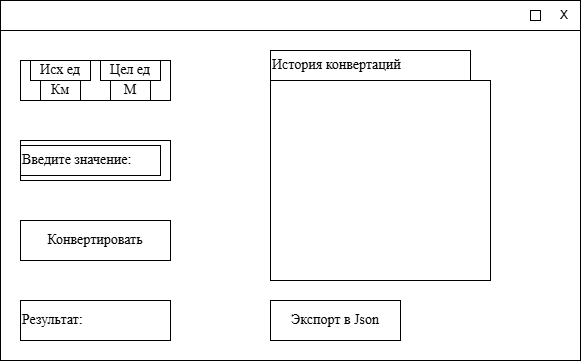 X
Исх ед Цел ед
Км М
Введите значение:
Конвертировать
Результат:
История конвертаций
Экспорт в Json